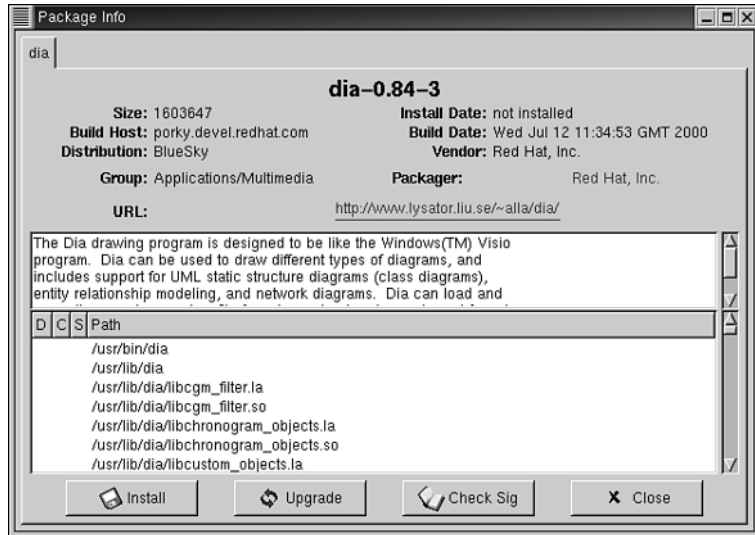 Package Info
dia
dia-0.84-3
Size: 1603647 Install Date: not installed
Build Host: porky.devel.redhat.com Build Date: Wed Jul 12 11:34:53 GMT 2000
Distribution: BlueSky Vendor: Red Hat, Inc.
Group: Applications/Multimedia Packager: Red Hat, Inc.
URL: http://www.lysator.liu.se/~alla/dia/
The Dia drawing program is designed to be like the Windows(TM) Visio
program. Dia can be used to draw different types of diagrams, and
includes support for UML static structure diagrams (class diagrams),
entity relationship modeling, and network diagrams. Dia can load and
D C S Path
/usr/bin/dia
/usr/lib/dia
/usr/lib/dia/libcgm_filter.la
/usr/lib/dia/libcgm_filter.so
/usr/lib/dia/libchronogram_objects.la
/usr/lib/dia/libchronogram_objects.so
/usr/lib/dia/libcustom_objects.la
Install Upgrade Check Sig Close